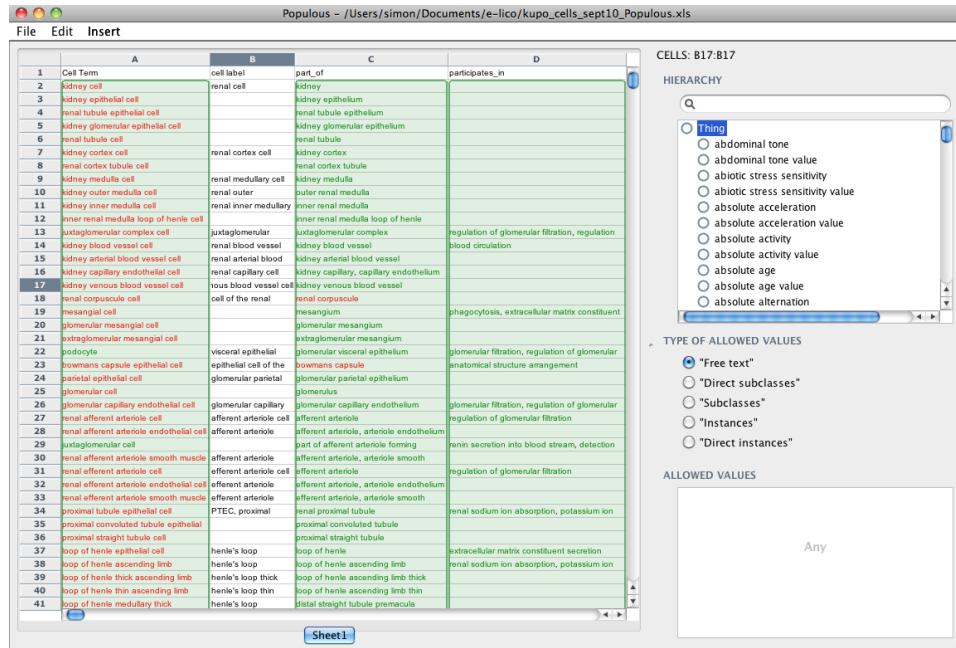 Populous - /Users/simon/Documents/e-lico/kupo_cells_sept10_Populous.xls
File Edit Insert
A B C D
1 Cell Term cell label part_of participates_in
2 kidney cell renal cell kidney
3 kidney epithelial cell kidney epithelium
4 renal tubule epithelial cell renal tubule epithelium
5 kidney glomerular epithelial cell kidney glomerular epithelium
6 renal tubule cell renal tubule
7 kidney cortex cell renal cortex cell kidney cortex
8 renal cortex tubule cell renal cortex tubule
9 kidney medulla cell renal medullary cell kidney medulla
10 kidney outer medulla cell renal outer outer renal medulla
11 kidney inner medulla cell renal inner medullary inner renal medulla
12 inner renal medulla loop of henle cell inner renal medulla loop of henle
13 juxtaglomerular complex cell juxtaglomerular juxtaglomerular complex regulation of glomerular filtration, regulation
14 kidney blood vessel cell renal blood vessel kidney blood vessel blood circulation
15 kidney arterial blood vessel cell renal arterial blood kidney arterial blood vessel
16 kidney capillary endothelial cell renal capillary cell kidney capillary, capillary endothelium
17 kidney venous blood vessel cell nous blood vessel cell kidney venous blood vessel
18 renal corpuscule cell cell of the renal renal corpuscule
19 mesangial cell mesangium phagocytosis, extracellular matrix constituent
20 glomerular mesangial cell glomerular mesangium
21 extraglomerular mesangial cell extraglomerular mesangium
22 podocyte visceral epithelial glomerular visceral epithelium glomerular filtration, regulation of glomerular
23 bowmans capsule epithelial cell epithelial cell of the bowmans capsule anatomical structure arrangement
24 parietal epithelial cell glomerular parietal glomerular parietal epithelium
25 glomerular cell glomerulus
26 glomerular capillary endothelial cell glomerular capillary glomerular capillary endothelium glomerular filtration, regulation of glomerular
27 renal afferent arteriole cell afferent arteriole cell afferent arteriole regulation of glomerular filtration
28 renal afferent arteriole endothelial cell afferent arteriole afferent arteriole, arteriole endothelium
29 juxtaglomerular cell part of afferent arteriole forming renin secretion into blood stream, detection
30 renal afferent arteriole smooth muscle afferent arteriole afferent arteriole, arteriole smooth
31 renal efferent arteriole cell efferent arteriole cell efferent arteriole regulation of glomerular filtration
32 renal efferent arteriole endothelial cell efferent arteriole efferent arteriole, arteriole endothelium
33 renal efferent arteriole smooth muscle efferent arteriole efferent arteriole, arteriole smooth
34 proximal tubule epithelial cell PTEC, proximal renal proximal tubule renal sodium ion absorption, potassium ion
35 proximal convoluted tubule epithelial proximal convoluted tubule
36 proximal straight tubule cell proximal straight tubule
37 loop of henle epithelial cell henle's loop loop of henle extracellular matrix constituent secretion
38 loop of henle ascending limb henle's loop loop of henle ascending limb renal sodium ion absorption, potassium ion
39 loop of henle thick ascending limb henle's loop thick loop of henle ascending limb thick
40 loop of henle thin ascending limb henle's loop thin loop of henle ascending limb thin
41 loop of henle medullary thick henle's loop distal straight tubule premacula
Sheet1
CELLS: B17:B17
HIERARCHY
Thing
abdominal tone
abdominal tone value
abiotic stress sensitivity
abiotic stress sensitivity value
absolute acceleration
absolute acceleration value
absolute activity
absolute activity value
absolute age
absolute age value
absolute alternation
TYPE OF ALLOWED VALUES
"Free text"
"Direct subclasses"
"Subclasses"
"Instances"
"Direct instances"
ALLOWED VALUES
Any